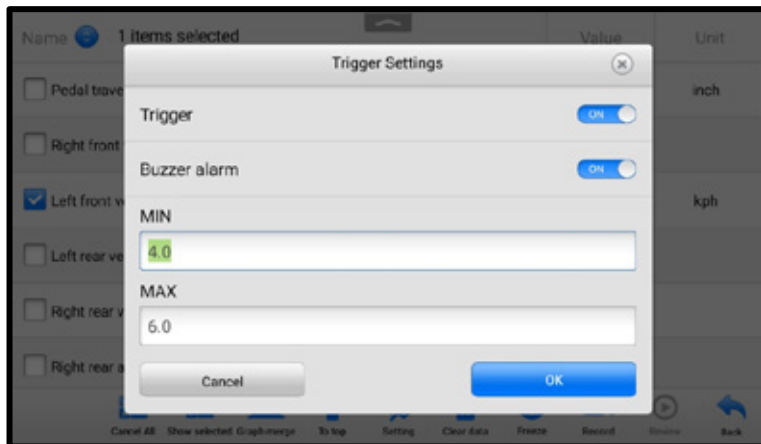 Name 1 items selected Value Unit
Trigger Settings
Pedal trave inch
Trigger ON
Right front
Buzzer alarm ON
Left front v kph
MIN
4.0
Left rear ve
MAX
Right rear v
6.0
Right rear a
Cancel OK
Cancel All Show selected Graph merge To top Setting Clear data Freeze Record Review Back